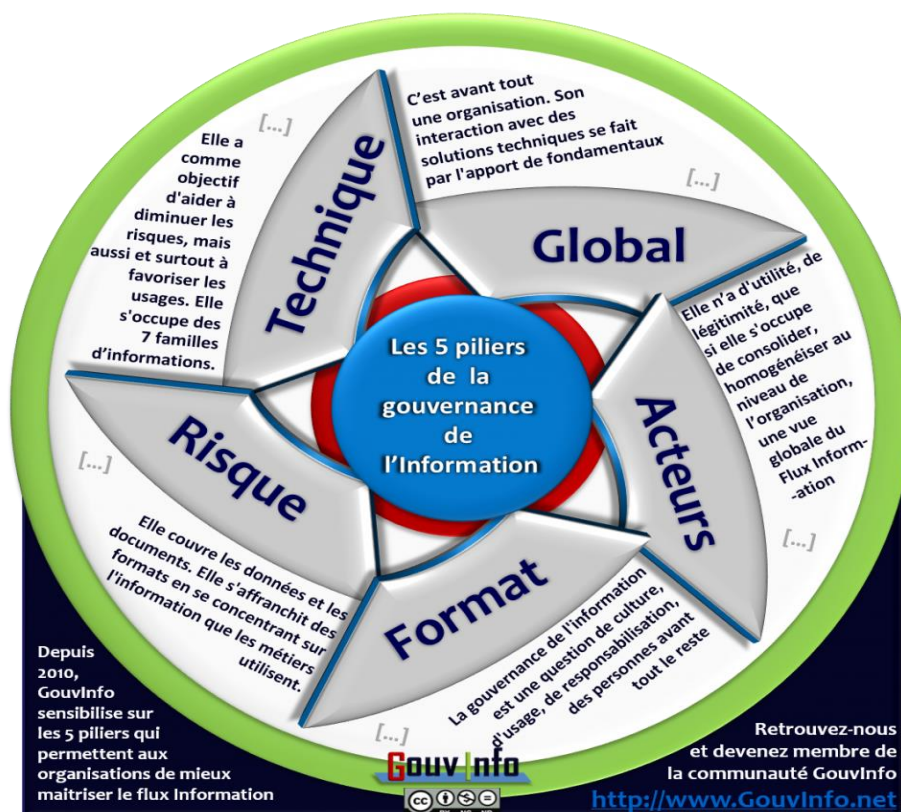 Les 5 piliers
de la
gouvernance
de
l'Information
Technique
C'est avant tout
une organisation. Son
interaction avec des
solutions techniques se fait
par l'apport de fondamentaux
[...]
Global
Elle n'a d'utilité, de
légitimité, que
si elle s'occupe
de consolider,
homogénéiser au
niveau de
l'organisation,
une vue
globale du
Flux Inform-
-ation
[...]
Acteurs
La gouvernance de l'information
est une question de culture,
d'usage, de responsabilisation,
des personnes avant
tout le reste
[...]
Format
Elle couvre les données et les
documents. Elle s'affranchit des
formats en se concentrant sur
l'information que les métiers
utilisent.
[...]
Risque
Elle a
comme
objectif
d'aider à
diminuer les
risques, mais
aussi et surtout à
favoriser les
usages. Elle
s'occupe des
7 familles
d'informations.
[...]
Depuis
2010,
GouvInfo
sensibilise sur
les 5 piliers qui
permettent aux
organisations de mieux
maitriser le flux Information
GouvInfo
cc
Retrouvez-nous
et devenez membre de
la communauté GouvInfo
http://www.GouvInfo.net